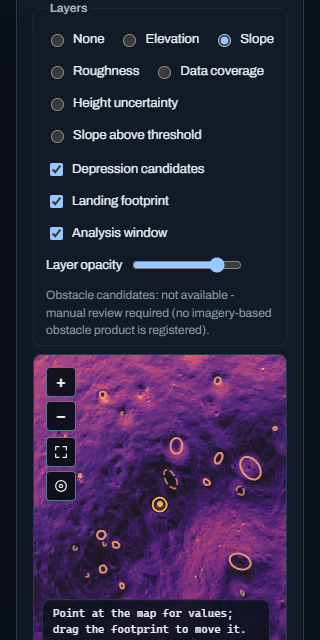 Layers
None Elevation Slope
Roughness Data coverage
Height uncertainty
Slope above threshold
Depression candidates
Landing footprint
Analysis window
Layer opacity
Obstacle candidates: not available -
manual review required (no imagery-based
obstacle product is registered).
+
−
Point at the map for values;
drag the footprint to move it.